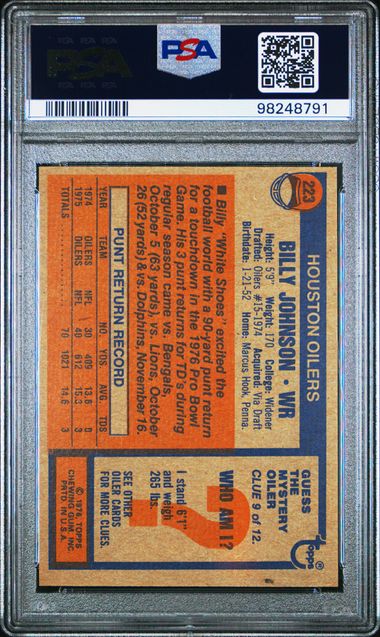 PSA
PSA
98248791
223
HOUSTON OILERS
BILLY JOHNSON • WR
Height: 5'9" Weight: 170 College: Widener
Drafted: Oilers #15-1974 Acquired: Via Draft
Birthdate: 1-21-52 Home: Marcus Hook, Penna.
■ Billy "White Shoes" excited the
football world with a 90-yard punt return
for a touchdown in the 1976 Pro Bowl
Game. His 3 punt returns for TD's during
regular season came vs. Bengals,
October 5 (63 yards), vs. Lions, October
26 (52 yards) & vs. Dolphins, November 16.
PUNT RETURN RECORD
YEAR TEAM NO. YDS. AVG. TDS
1974 OILERS NFL 30 409 13.6 0
1975 OILERS NFL 40 612 15.3 3
70 1021 14.6 3
topps®
GUESS
THE
MYSTERY
OILER
CLUE 9 of 12.
?
WHO AM I?
I stand 6'1"
and weigh
265 lbs.
SEE OTHER
OILER CARDS
FOR MORE CLUES.
© 1976, TOPPS
CHEWING GUM, INC.
PRTD. IN U.S.A.